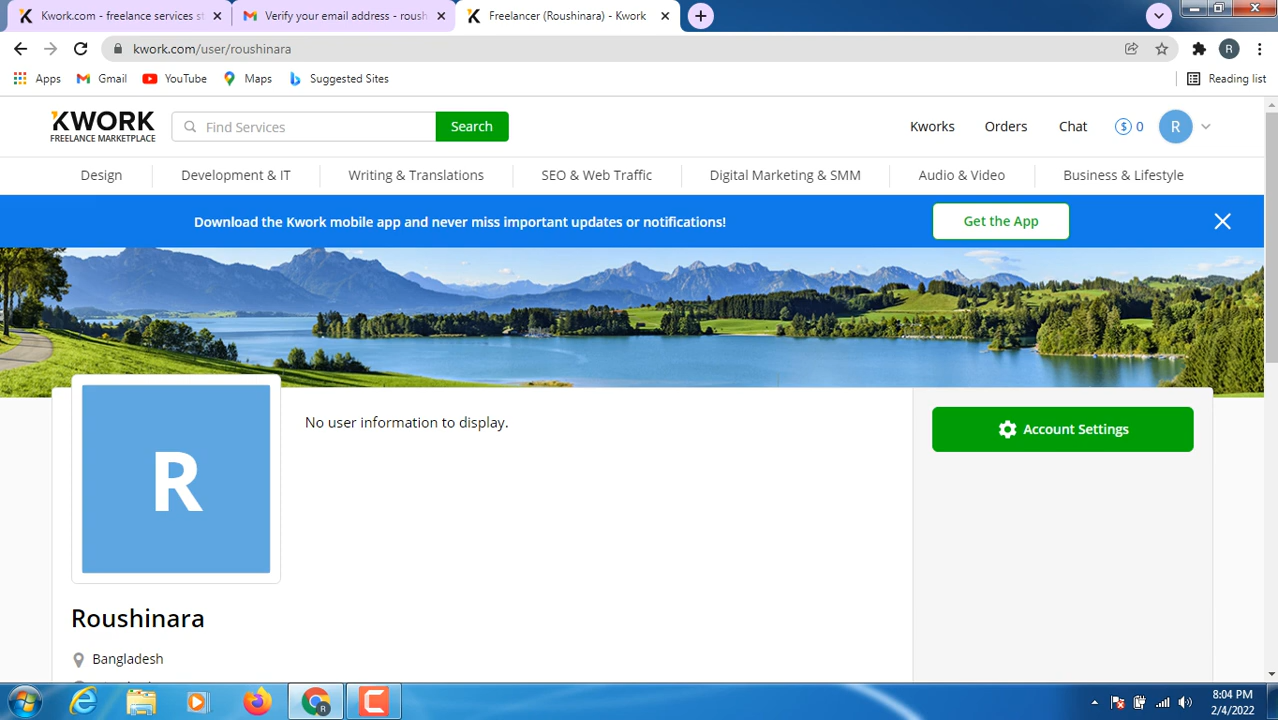 Kwork.com - freelance services st
Verify your email address - roush
Freelancer (Roushinara) - Kwork
kwork.com/user/roushinara
R
Apps
Gmail
YouTube
Maps
Suggested Sites
Reading list
KWORK
FREELANCE MARKETPLACE
Find Services
Search
Kworks
Orders
Chat
$ 0
R
Design
Development & IT
Writing & Translations
SEO & Web Traffic
Digital Marketing & SMM
Audio & Video
Business & Lifestyle
Download the Kwork mobile app and never miss important updates or notifications!
Get the App
R
No user information to display.
Account Settings
Roushinara
Bangladesh
R
8:04 PM
2/4/2022